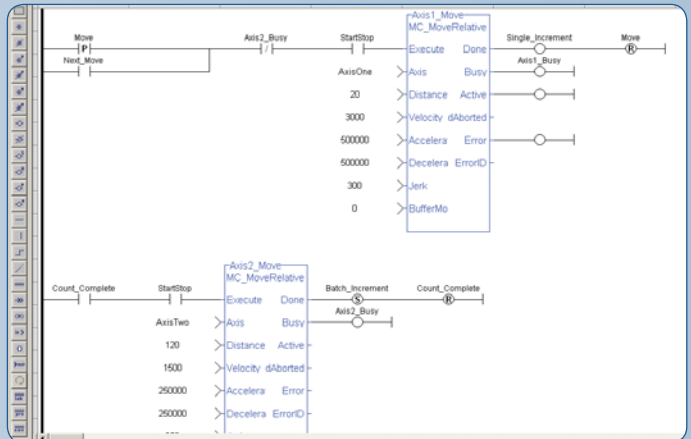 Axis1_Move
MC_MoveRelative
Move Axis2_Busy StartStop Single_Increment Move
P / Execute Done R
Next_Move Axis1_Busy
AxisOne Axis Busy
20 Distance Active
3000 Velocity dAborted
500000 Accelera Error
500000 Decelera ErrorID
300 Jerk
0 BufferMo
Axis2_Move
MC_MoveRelative
Count_Complete StartStop Batch_Increment Count_Complete
Execute Done S R
Axis2_Busy
AxisTwo Axis Busy
120 Distance Active
1500 Velocity dAborted
250000 Accelera Error
250000 Decelera ErrorID